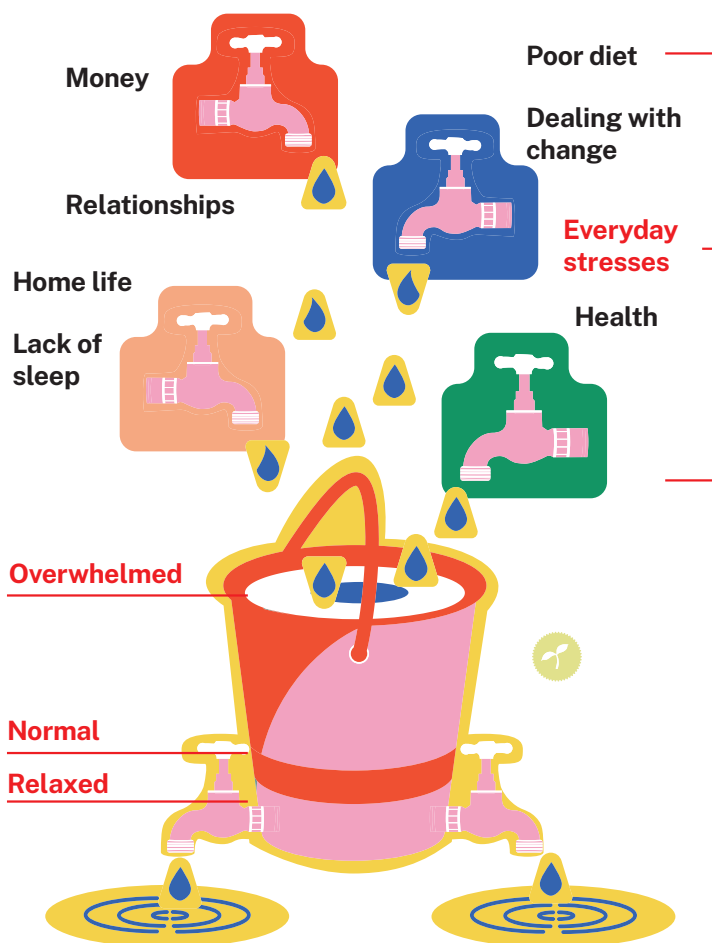 Money
Poor diet
Dealing with
change
Relationships
Everyday
stresses
Home life
Health
Lack of
sleep
Overwhelmed
Normal
Relaxed